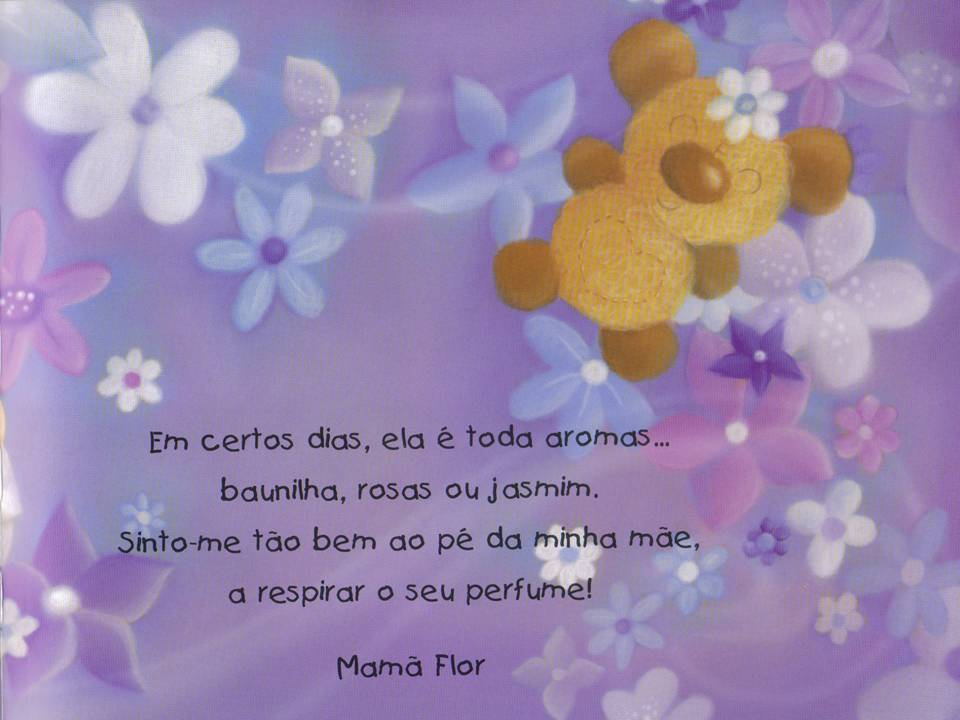 Em certos dias, ela é toda aromas...
baunilha, rosas ou jasmim.
Sinto-me tão bem ao pé da minha mãe,
a respirar o seu perfume!
Mamã Flor